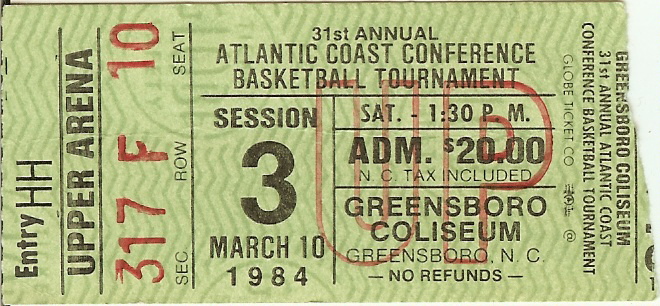 Entry HH
UPPER ARENA
317 F 10
SEC ROW SEAT
31st ANNUAL
ATLANTIC COAST CONFERENCE
BASKETBALL TOURNAMENT
SESSION
3
MARCH 10
1984
SAT. - 1:30 P.M.
ADM. $20.00
N.C. TAX INCLUDED
GREENSBORO
COLISEUM
GREENSBORO, N.C.
— NO REFUNDS —
UP
GLOBE TICKET CO
CONFERENCE BASKETBALL TOURNAMENT
31st ANNUAL ATLANTIC COAST
GREENSBORO COLISEUM